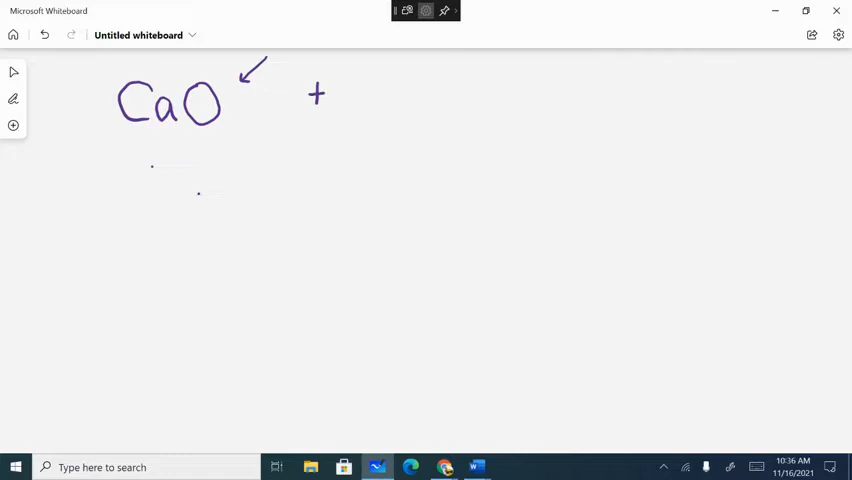 Microsoft Whiteboard
Untitled whiteboard
CaO +
Type here to search
10:36 AM
11/16/2021